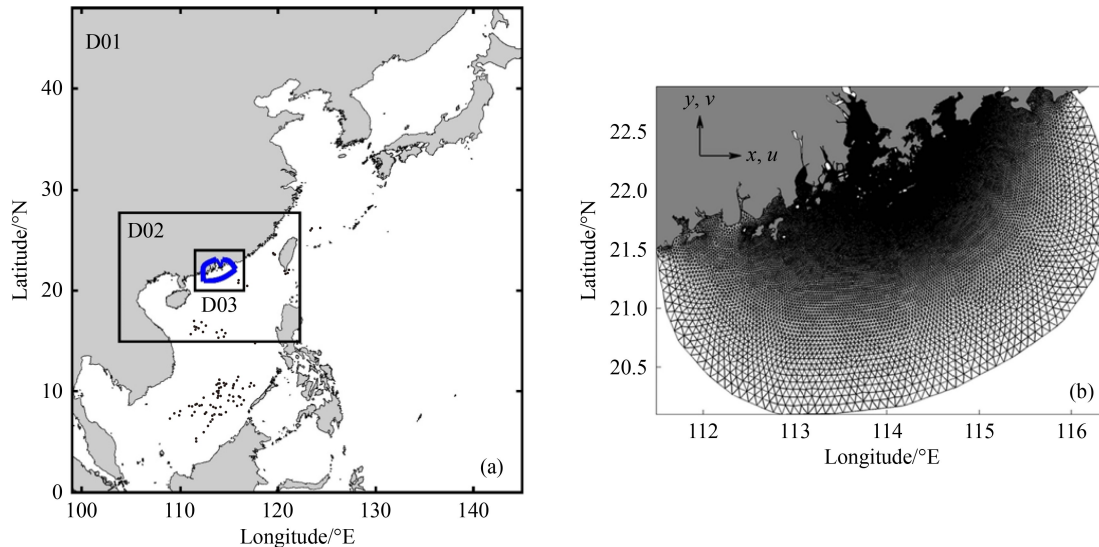 D01
D02
D03
40
30
20
10
0
Latitude/°N
100
110
120
130
140
Longitude/°E
(a)
y, v
x, u
22.5
22.0
21.5
21.0
20.5
Latitude/°N
112
113
114
115
116
Longitude/°E
(b)